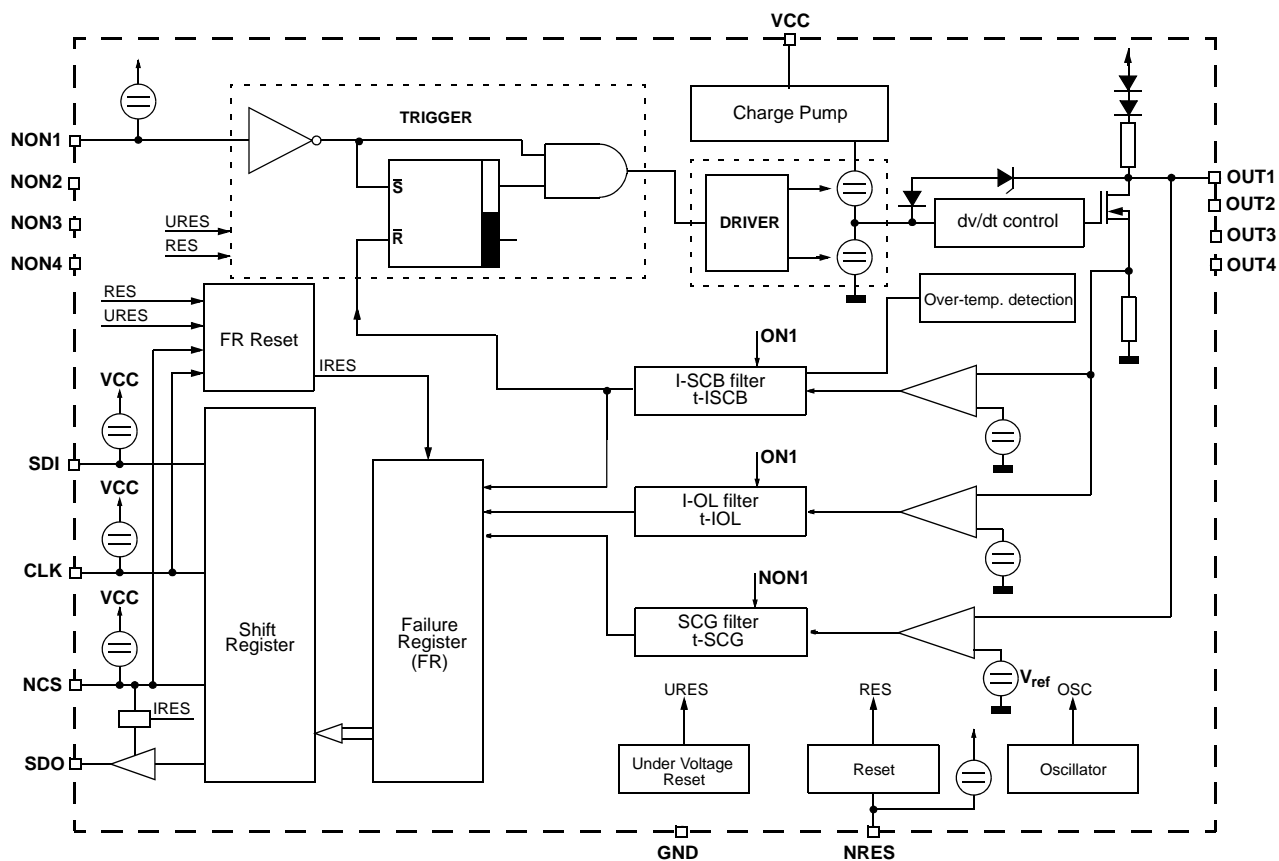 VCC
Charge Pump
TRIGGER
NON1
NON2
NON3
NON4
S
R
URES
RES
DRIVER
dv/dt control
OUT1
OUT2
OUT3
OUT4
Over-temp. detection
RES
URES
FR Reset
IRES
ON1
I-SCB filter
t-ISCB
VCC
SDI
VCC
ON1
I-OL filter
t-IOL
CLK
VCC
NON1
SCG filter
t-SCG
Shift
Register
Failure
Register
(FR)
NCS
IRES
SDO
Vref
URES
RES
OSC
Under Voltage
Reset
Reset
Oscillator
GND
NRES